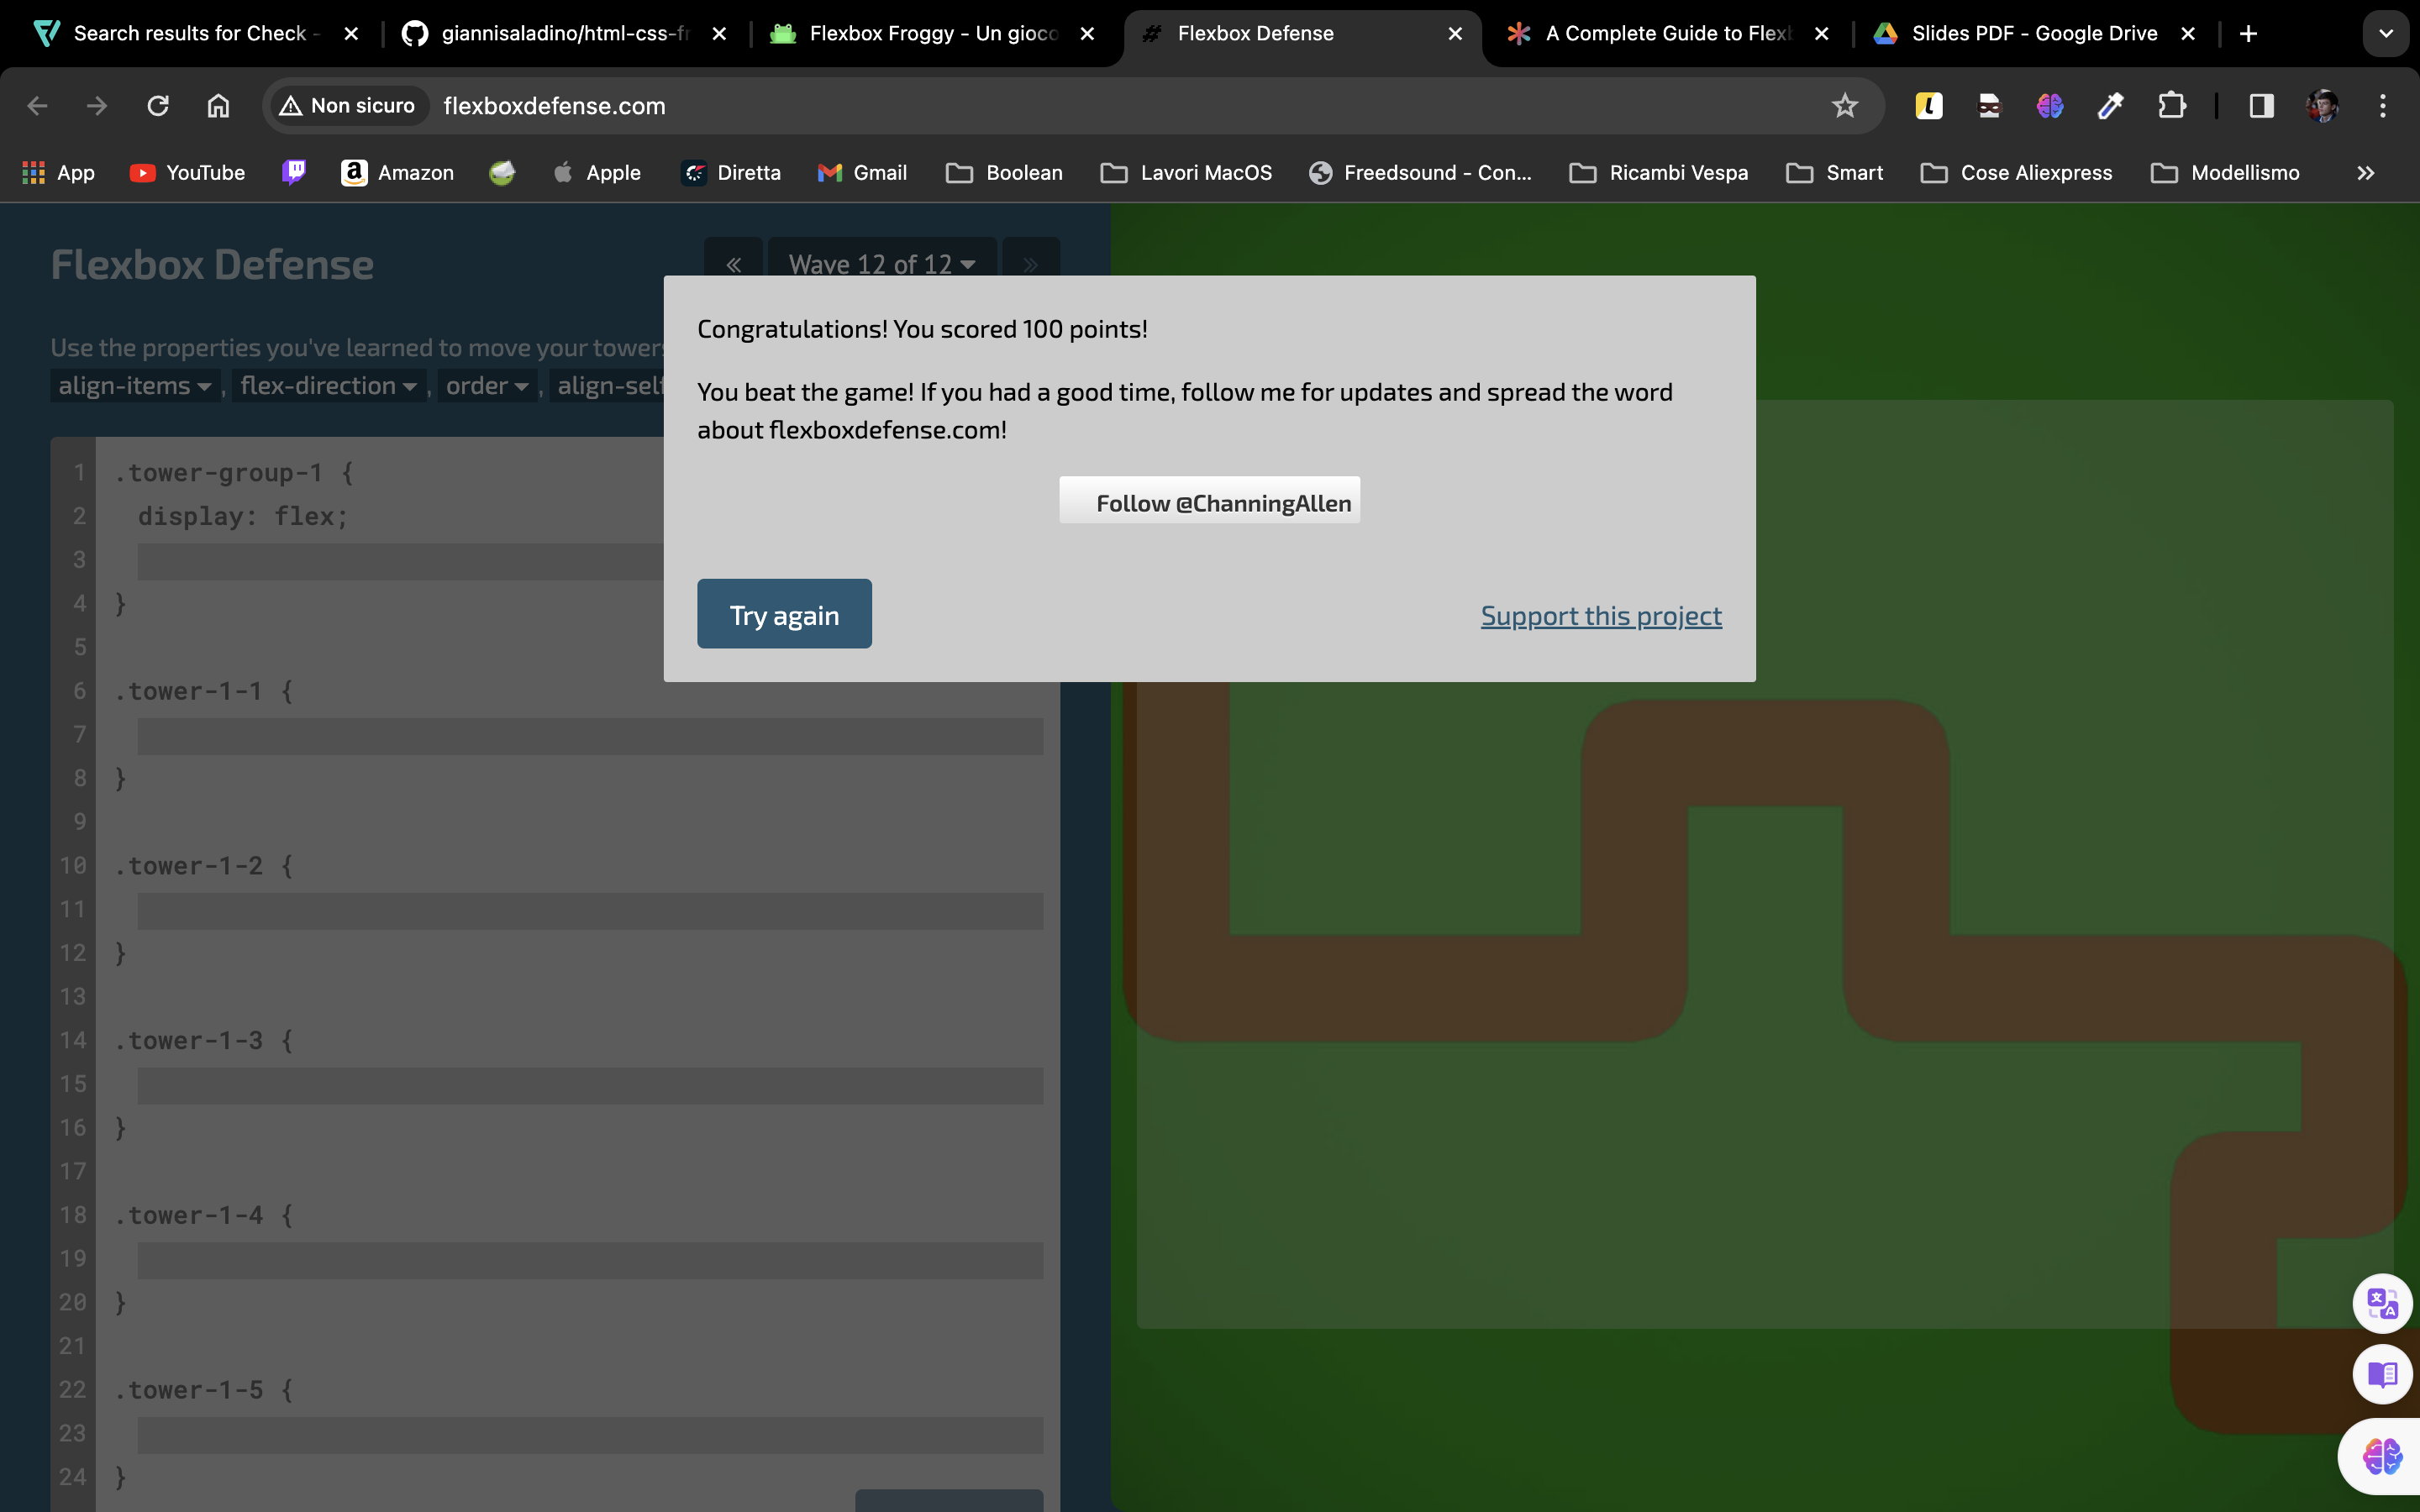 Search results for Check -
giannisaladino/html-css-fr
Flexbox Froggy - Un gioco
Flexbox Defense
A Complete Guide to Flexb
Slides PDF - Google Drive
Non sicuro
flexboxdefense.com
App
YouTube
Amazon
Apple
Diretta
Gmail
Boolean
Lavori MacOS
Freedsound - Con...
Ricambi Vespa
Smart
Cose Aliexpress
Modellismo
Flexbox Defense
« Wave 12 of 12 »
Use the properties you've learned to move your towers
align-items , flex-direction , order , align-self
Congratulations! You scored 100 points!
You beat the game! If you had a good time, follow me for updates and spread the word
about flexboxdefense.com!
Follow @ChanningAllen
Try again
Support this project
1 .tower-group-1 {
2 display: flex;
3
4 }
5
6 .tower-1-1 {
7
8 }
9
10 .tower-1-2 {
11
12 }
13
14 .tower-1-3 {
15
16 }
17
18 .tower-1-4 {
19
20 }
21
22 .tower-1-5 {
23
24 }